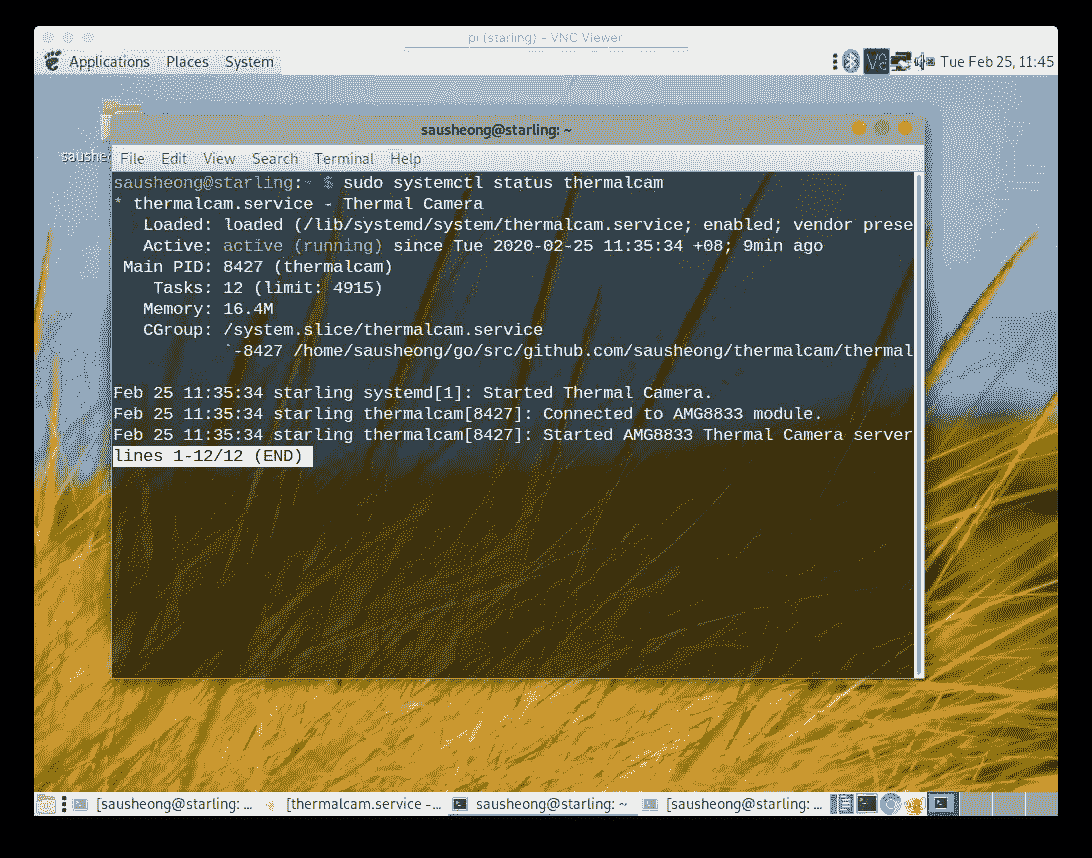 pi (starling) - VNC Viewer
Applications Places System
Tue Feb 25, 11:45
sausheong@starling: ~
File Edit View Search Terminal Help
sausheong@starling:~ $ sudo systemctl status thermalcam
* thermalcam.service - Thermal Camera
Loaded: loaded (/lib/systemd/system/thermalcam.service; enabled; vendor prese
Active: active (running) since Tue 2020-02-25 11:35:34 +08; 9min ago
Main PID: 8427 (thermalcam)
Tasks: 12 (limit: 4915)
Memory: 16.4M
CGroup: /system.slice/thermalcam.service
`-8427 /home/sausheong/go/src/github.com/sausheong/thermalcam/thermal
Feb 25 11:35:34 starling systemd[1]: Started Thermal Camera.
Feb 25 11:35:34 starling thermalcam[8427]: Connected to AMG8833 module.
Feb 25 11:35:34 starling thermalcam[8427]: Started AMG8833 Thermal Camera server
lines 1-12/12 (END)
[sausheong@starling: ... [thermalcam.service -... sausheong@starling: ~ [sausheong@starling: ...